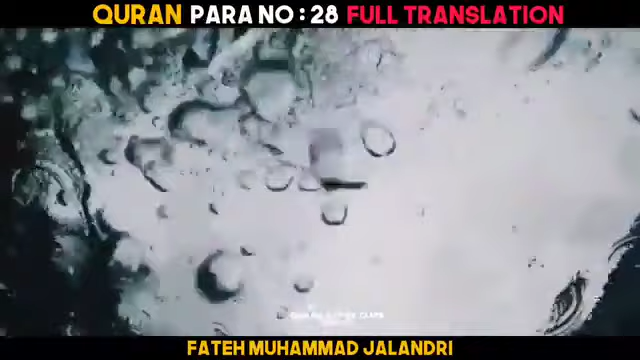 QURAN PARA NO : 28 FULL TRANSLATION
FATEH MUHAMMAD JALANDRI